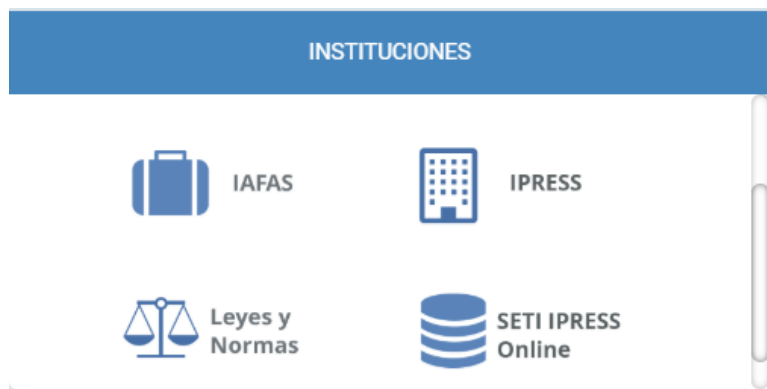 INSTITUCIONES
IAFAS
IPRESS
Leyes y
Normas
SETI IPRESS
Online